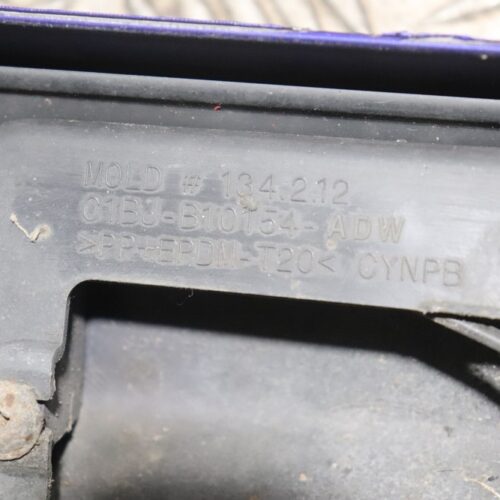 MOLD # 134.2.12
C1BJ-B10154-ADW
>PP-EPDM-T20< CYNPB